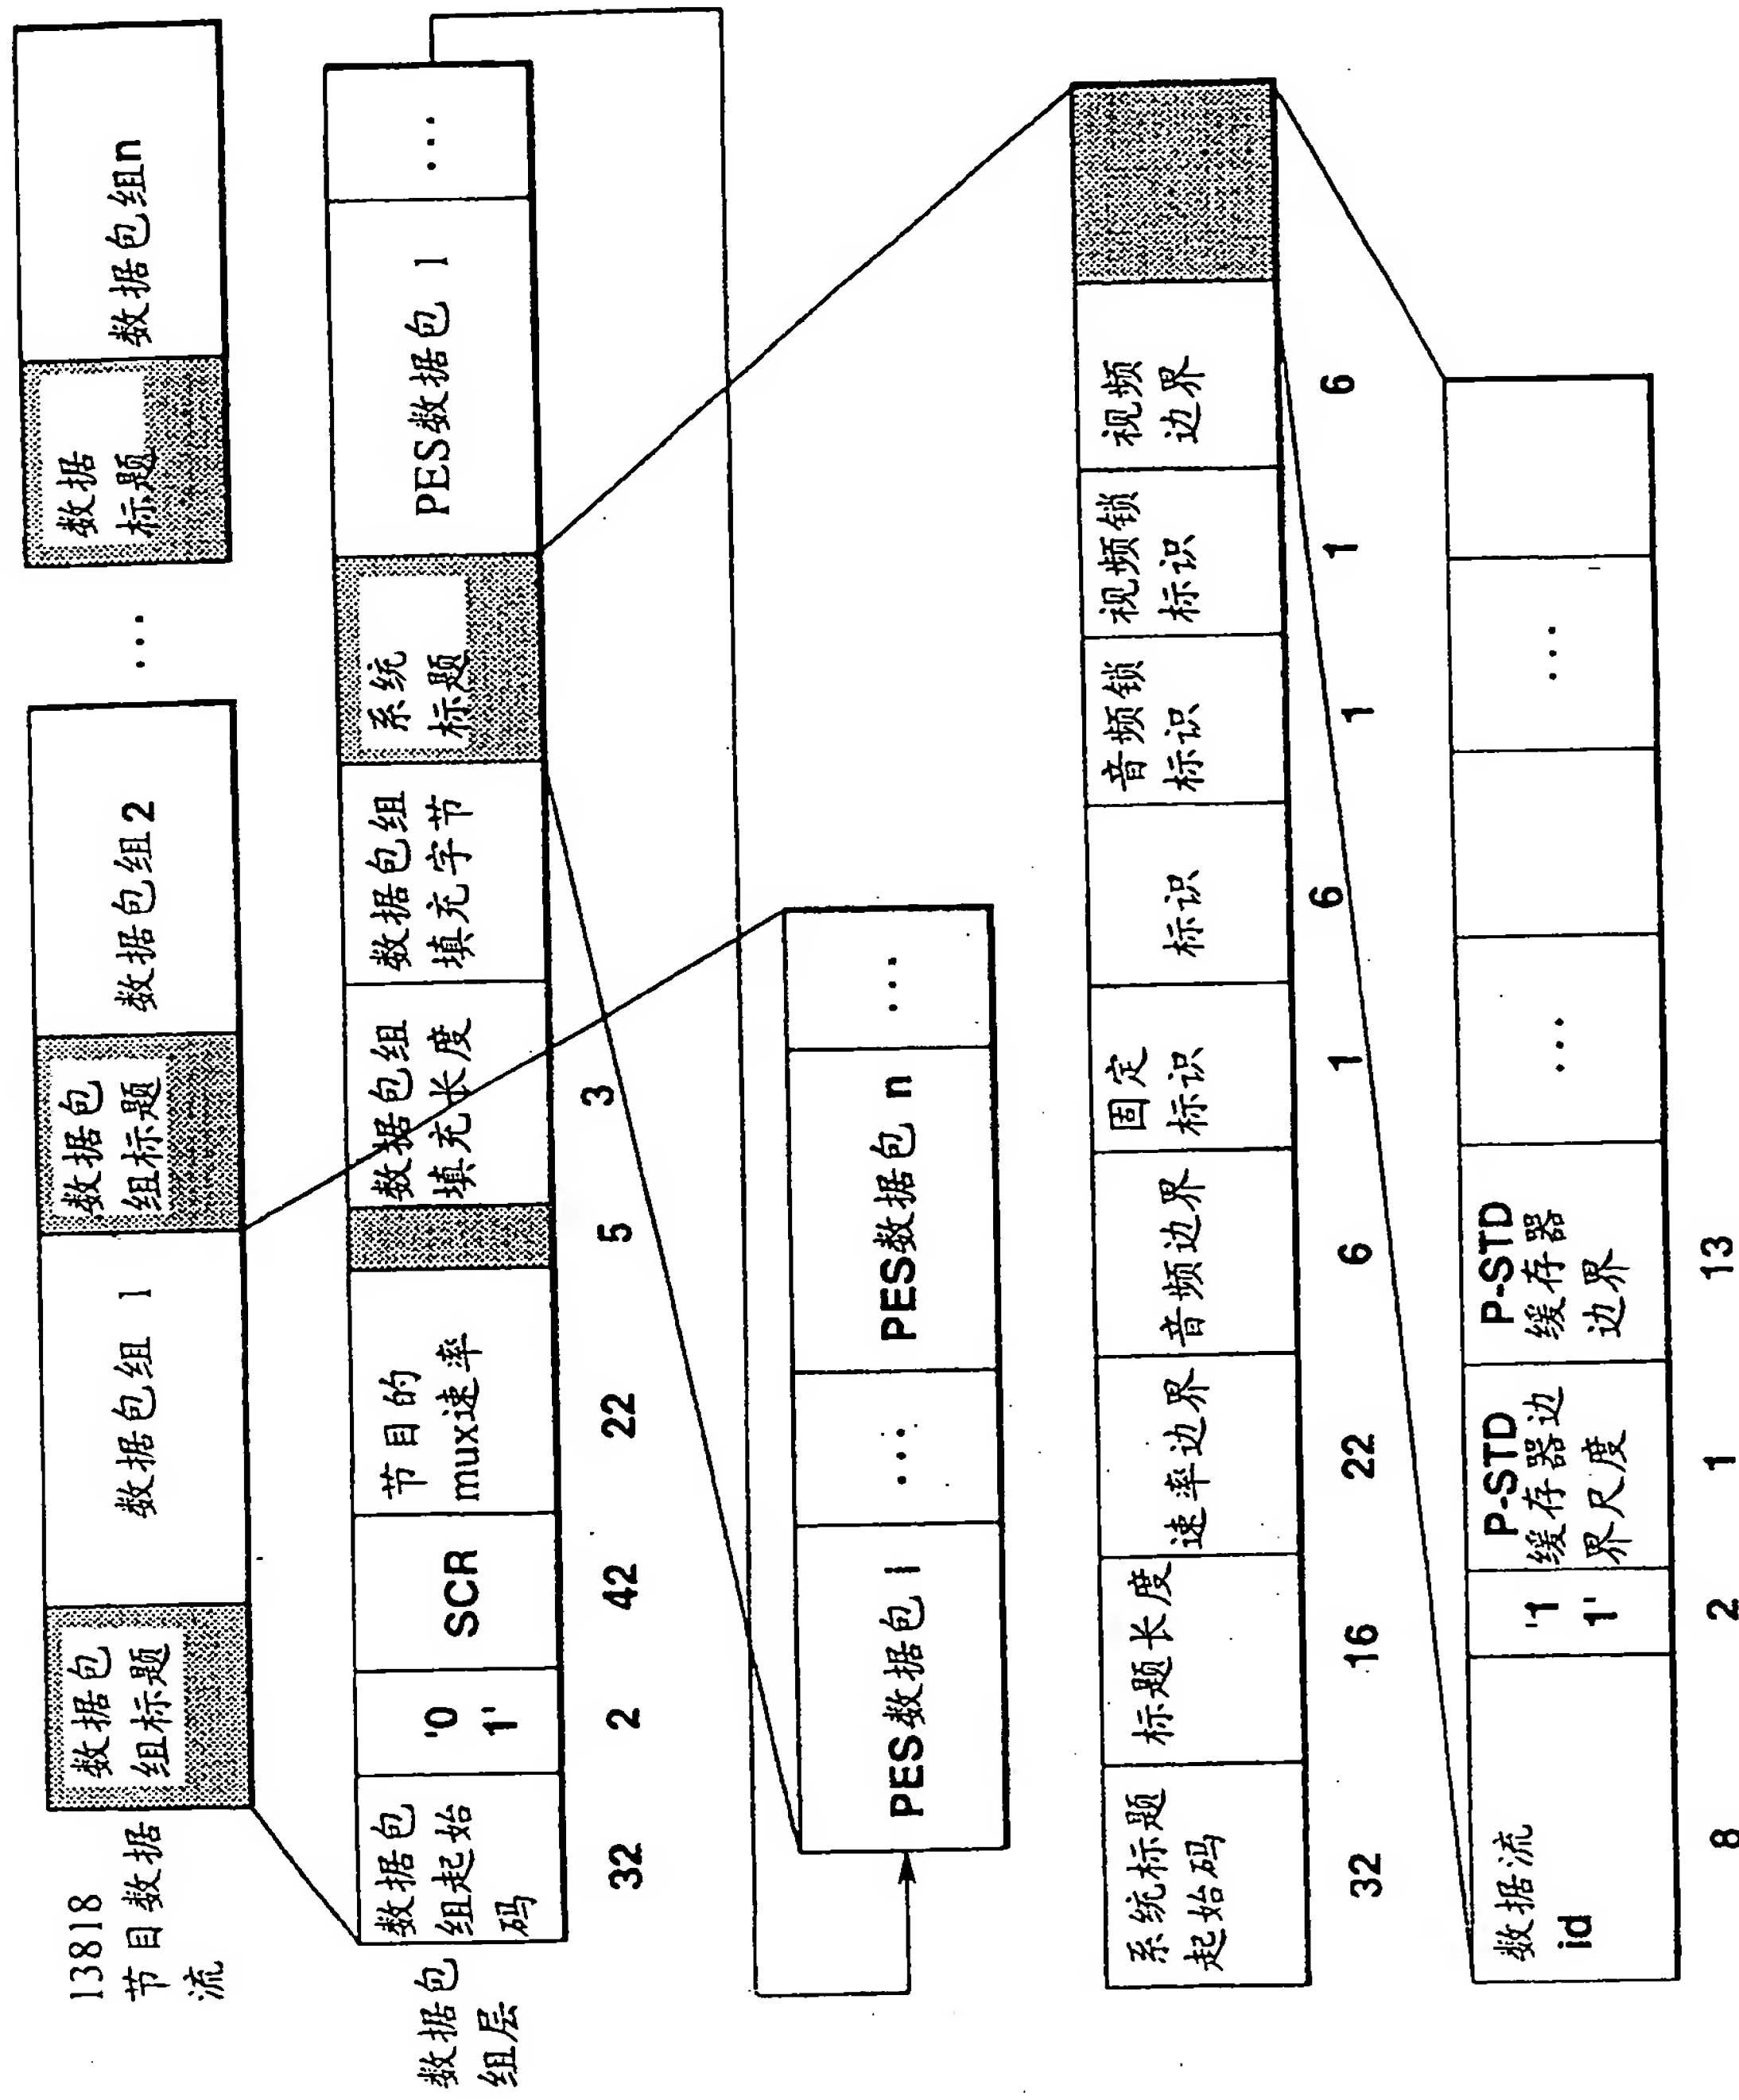 13818
节目数据
流
数据包
组标题
数据包组 1
数据包
组标题
数据包组2
...
数据
标题
数据包组n
数据包
组层
数据包
组起始
码
'0
1'
SCR
节目的
mux速率
数据包组
填充长度
数据包组
填充字节
系统
标题
PES数据包 1
...
32
2
42
22
5
3
PES数据包 1
...
PES数据包 n
...
系统标题
起始码
标题长度
速率边界
音频边界
固定
标识
标识
音频锁
标识
视频锁
标识
视频
边界
32
16
22
6
1
6
1
1
6
数据流
id
'1
1'
P-STD
缓存器边
界尺度
P-STD
缓存器
边界
...
...
8
2
1
13